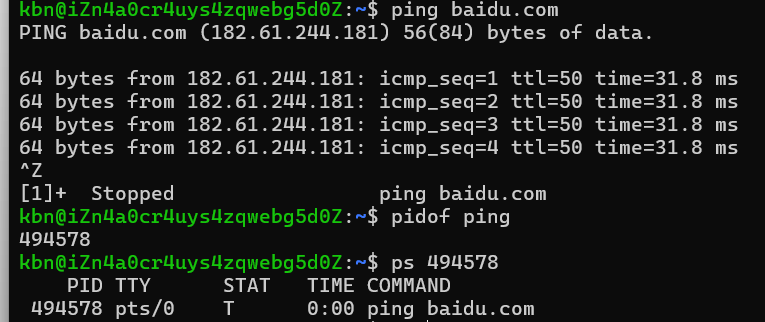 kbn@iZn4a0cr4uys4zqwebg5d0Z:~$ ping baidu.com
PING baidu.com (182.61.244.181) 56(84) bytes of data.

64 bytes from 182.61.244.181: icmp_seq=1 ttl=50 time=31.8 ms
64 bytes from 182.61.244.181: icmp_seq=2 ttl=50 time=31.8 ms
64 bytes from 182.61.244.181: icmp_seq=3 ttl=50 time=31.8 ms
64 bytes from 182.61.244.181: icmp_seq=4 ttl=50 time=31.8 ms
^Z
[1]+  Stopped                 ping baidu.com
kbn@iZn4a0cr4uys4zqwebg5d0Z:~$ pidof ping
494578
kbn@iZn4a0cr4uys4zqwebg5d0Z:~$ ps 494578
    PID TTY      STAT   TIME COMMAND
 494578 pts/0    T      0:00 ping baidu.com